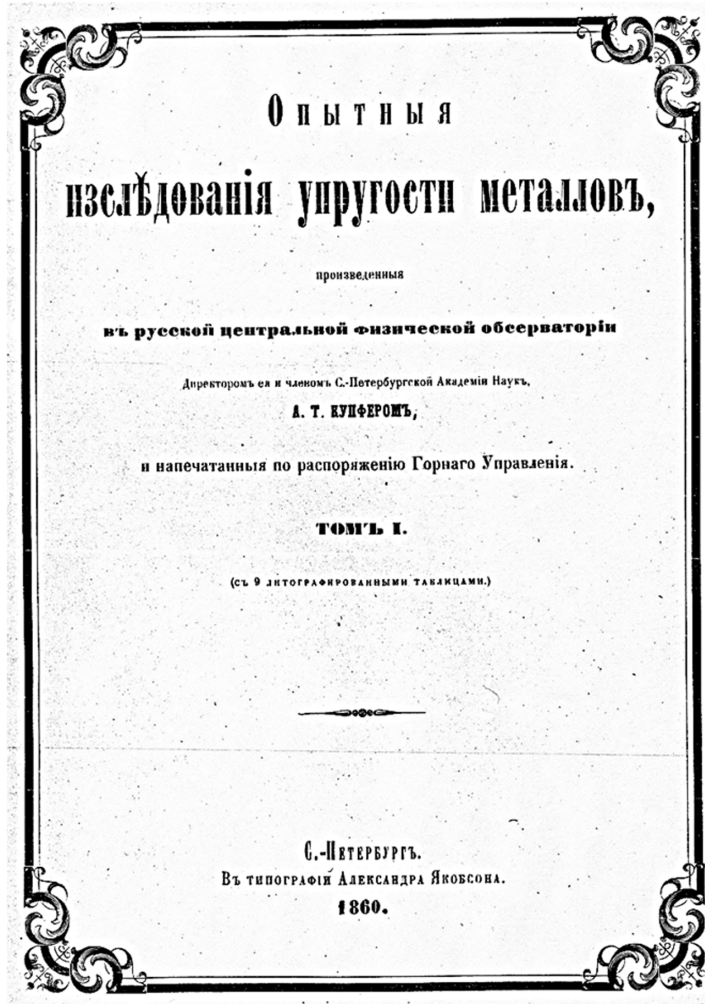 Опытныя
изслѣдованія упругости металловъ,
произведенныя
въ русской центральной физической обсерваторіи
Директоромъ ея и членомъ С.-Петербургской Академіи Наукъ,
А. Т. КУПФЕРОМЪ,
и напечатанныя по распоряженію Горнаго Управленія.
ТОМЪ I.
(съ 9 литографированными таблицами.)
С.-Петербургъ.
Въ типографіи Александра Якобсона.
1860.